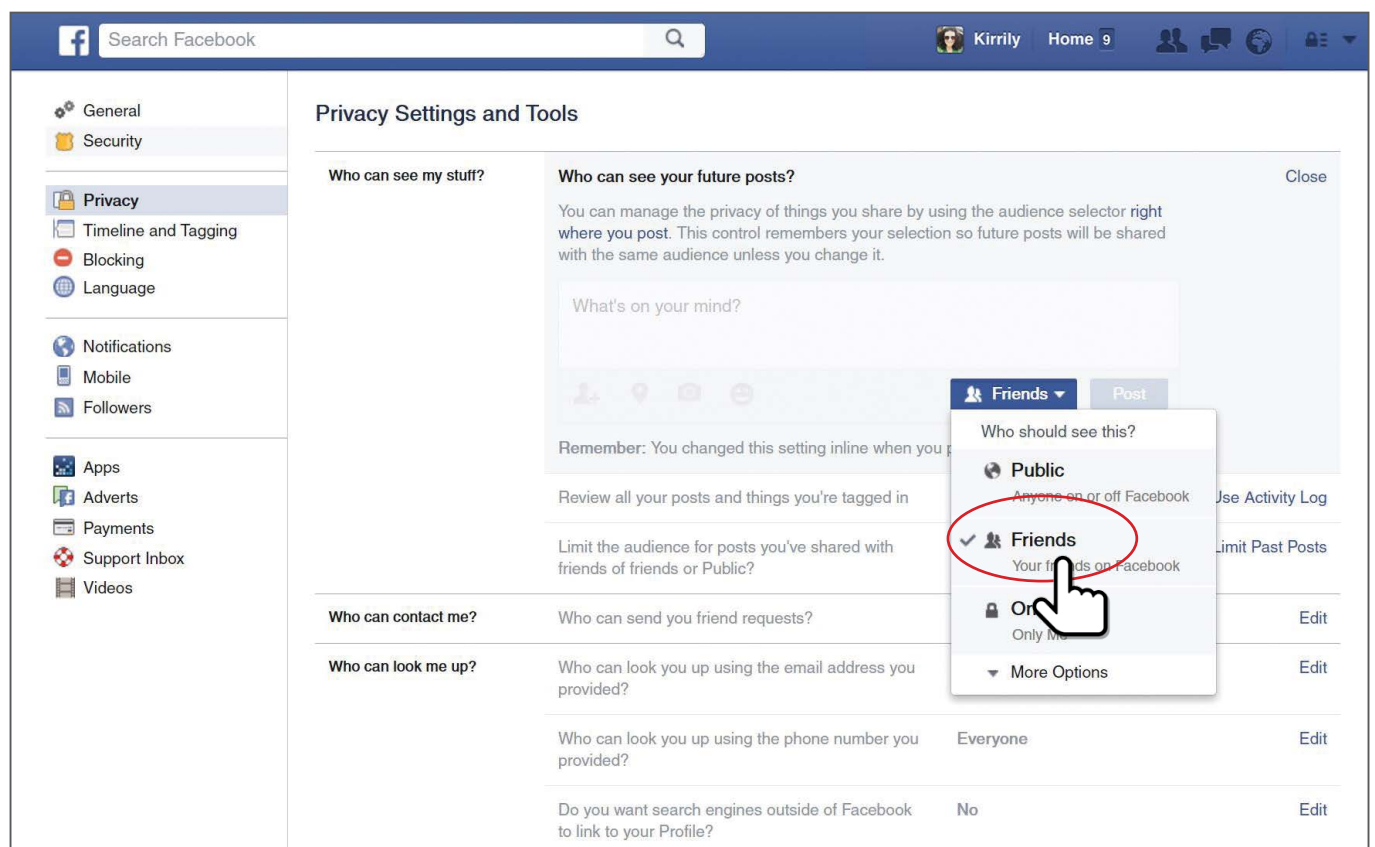 Search Facebook
Kirrily Home 9
General
Security
Privacy
Timeline and Tagging
Blocking
Language
Notifications
Mobile
Followers
Apps
Adverts
Payments
Support Inbox
Videos
Privacy Settings and Tools
Who can see my stuff?
Who can see your future posts?
Close
You can manage the privacy of things you share by using the audience selector right
where you post. This control remembers your selection so future posts will be shared
with the same audience unless you change it.
What's on your mind?
Friends
Post
Remember: You changed this setting inline when you
Who should see this?
Public
Anyone on or off Facebook
Friends
Your friends on Facebook
Only Me
More Options
Review all your posts and things you're tagged in
Use Activity Log
Limit the audience for posts you've shared with
friends of friends or Public?
Limit Past Posts
Who can contact me?
Who can send you friend requests?
Edit
Who can look me up?
Who can look you up using the email address you
provided?
Edit
Who can look you up using the phone number you
provided?
Everyone
Edit
Do you want search engines outside of Facebook
to link to your Profile?
No
Edit